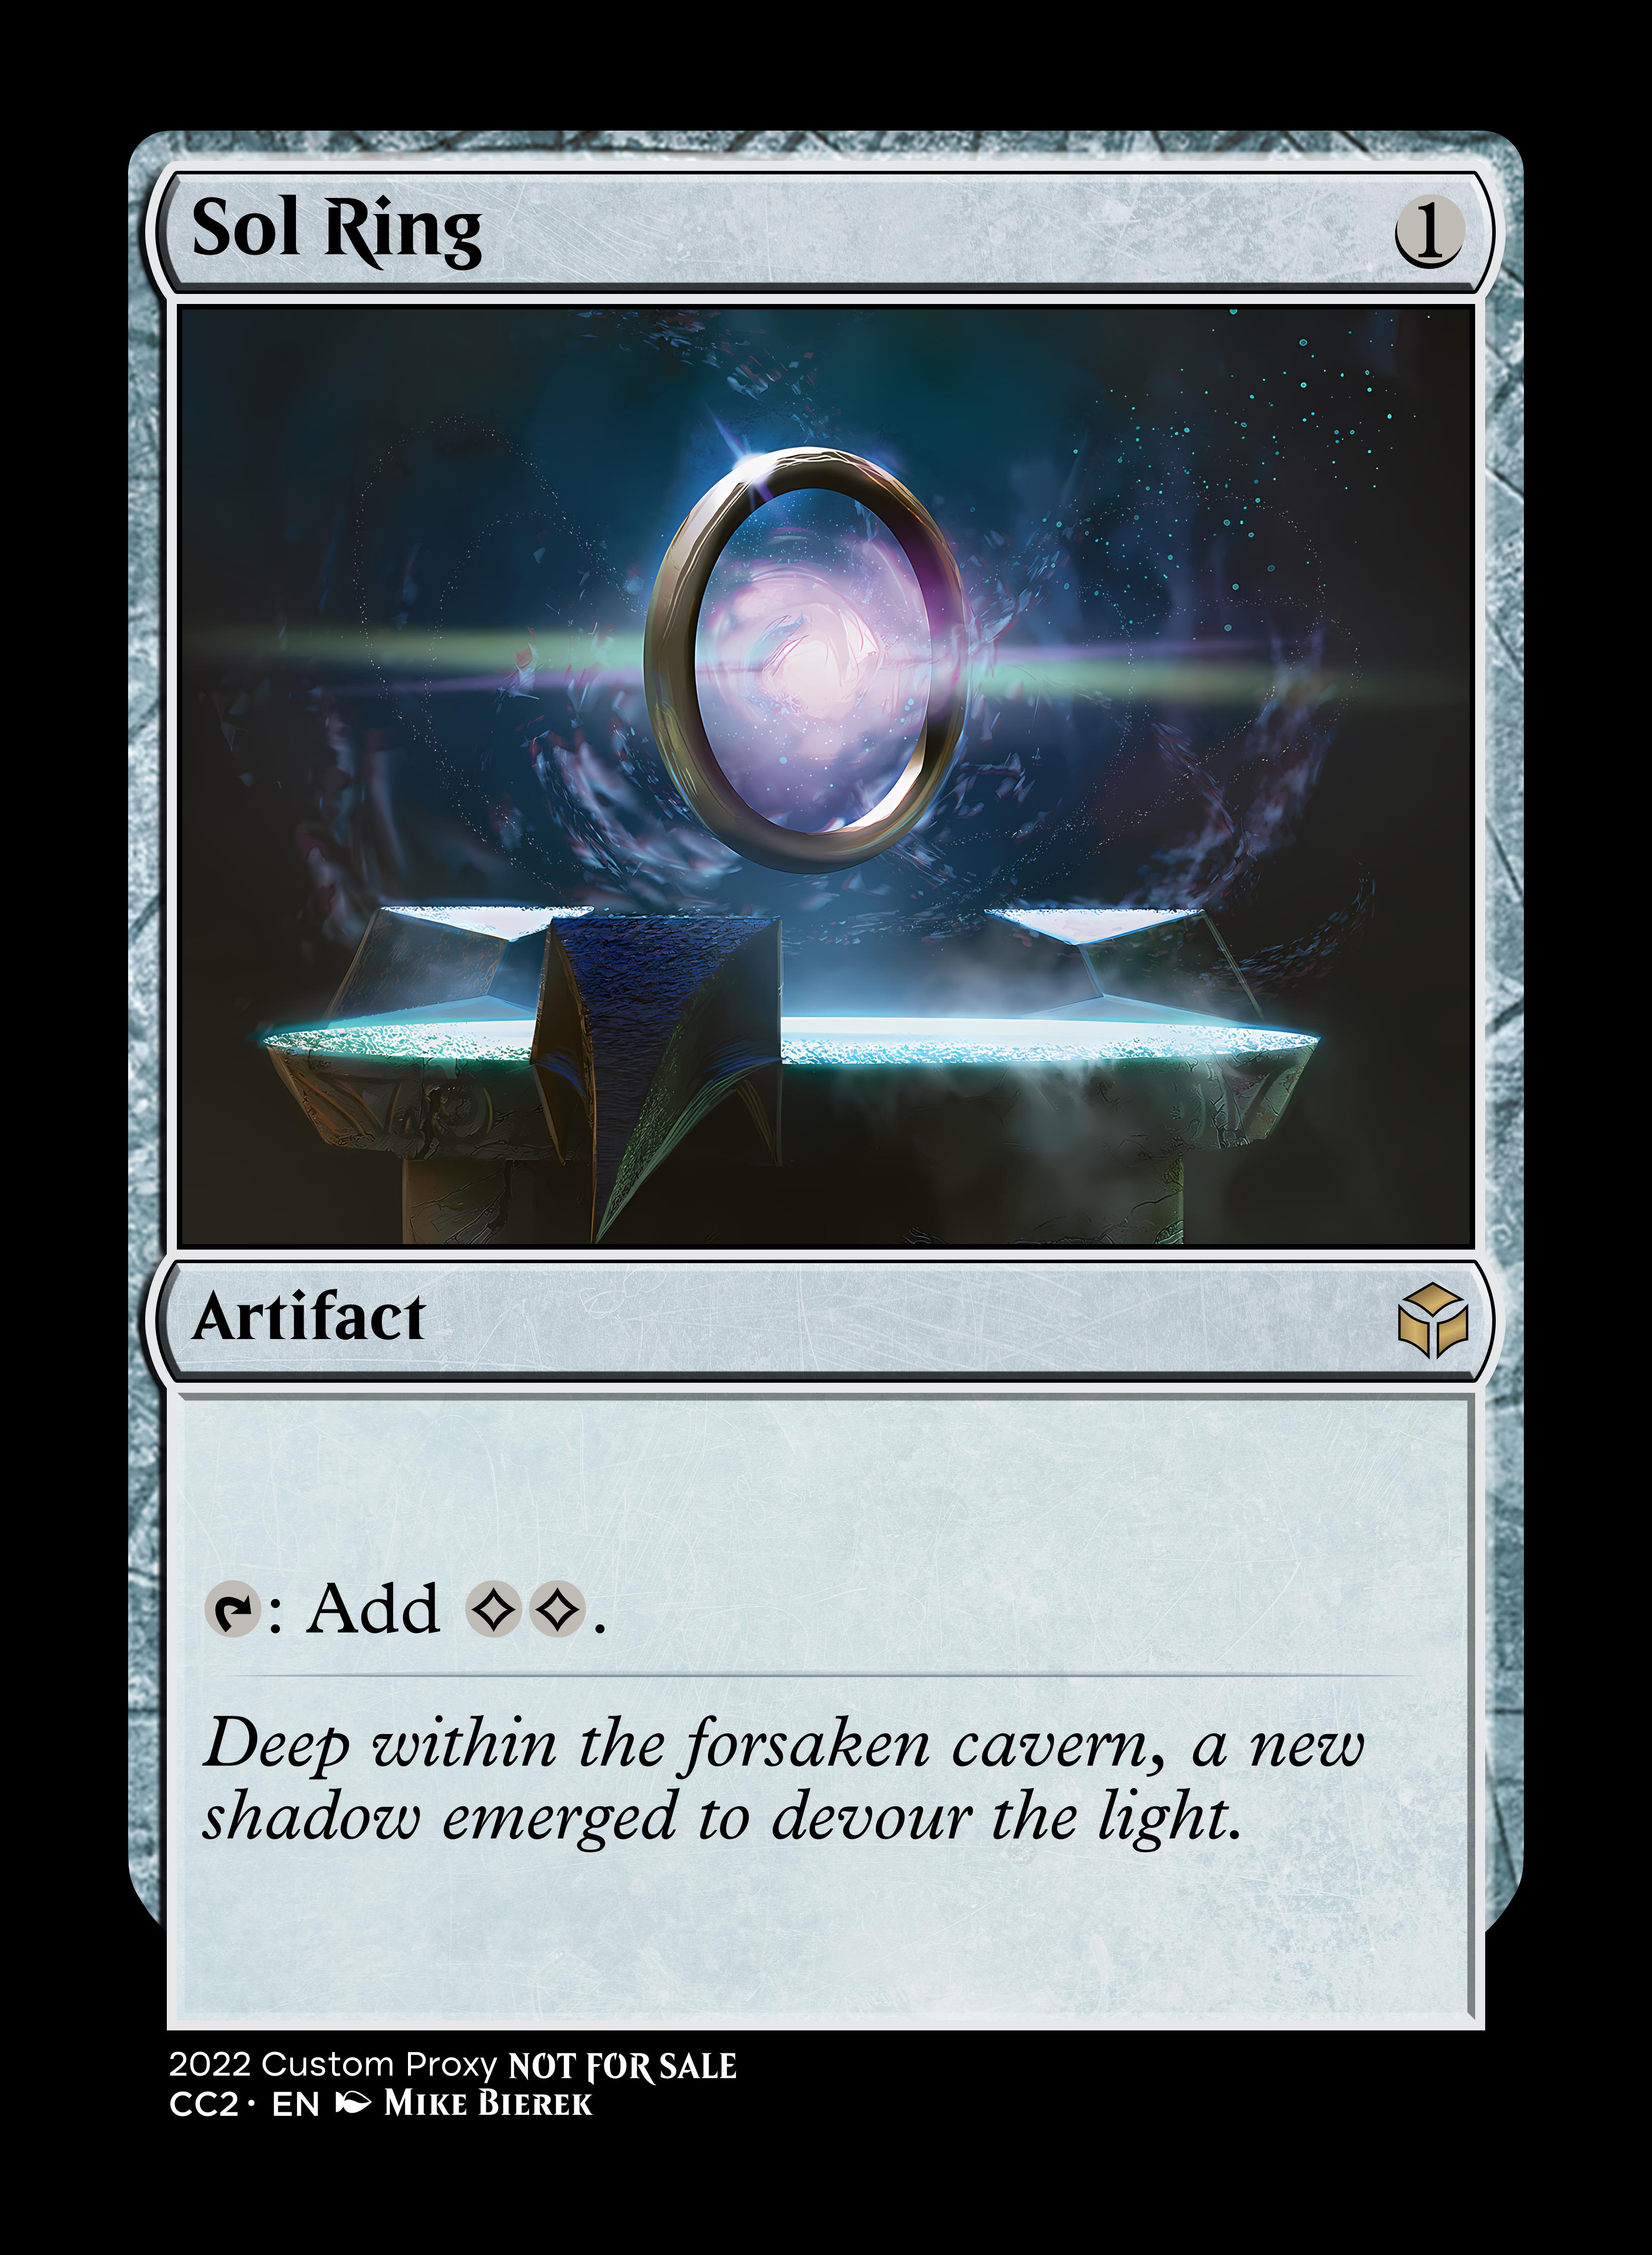 Sol Ring 1
Artifact
: Add .
Deep within the forsaken cavern, a new
shadow emerged to devour the light.
2022 Custom Proxy NOT FOR SALE
CC2 · EN MIKE BIEREK